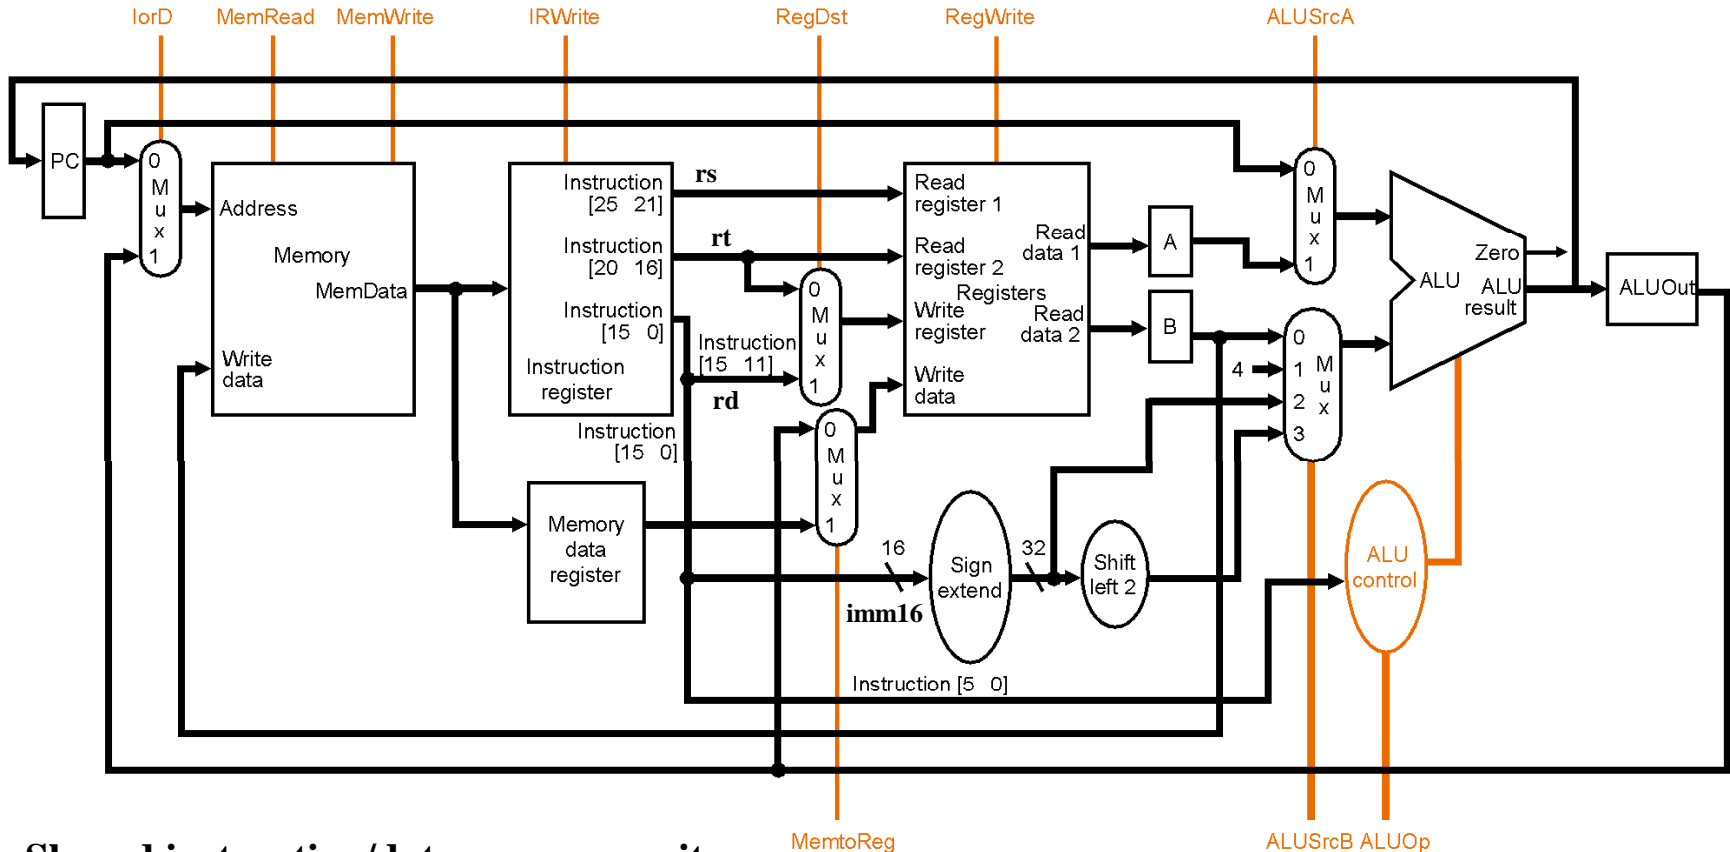 IorD
MemRead
MemWrite
IRWrite
RegDst
RegWrite
ALUSrcA
PC
0
M
u
x
1
Address
Memory
MemData
Write
data
Instruction
[25 21]
Instruction
[20 16]
Instruction
[15 0]
Instruction
register
rs
rt
Instruction
[15 11]
rd
Instruction
[15 0]
0
M
u
x
1
0
M
u
x
1
Memory
data
register
Read
register 1
Read
register 2
Registers
Write
register
Write
data
Read
data 1
Read
data 2
A
B
4
0
M
u
x
1
0
1
2
3
M
u
x
Zero
ALU
ALU
result
ALUOut
16
imm16
Sign
extend
32
Shift
left 2
ALU
control
Instruction [5 0]
MemtoReg
ALUSrcB
ALUOp